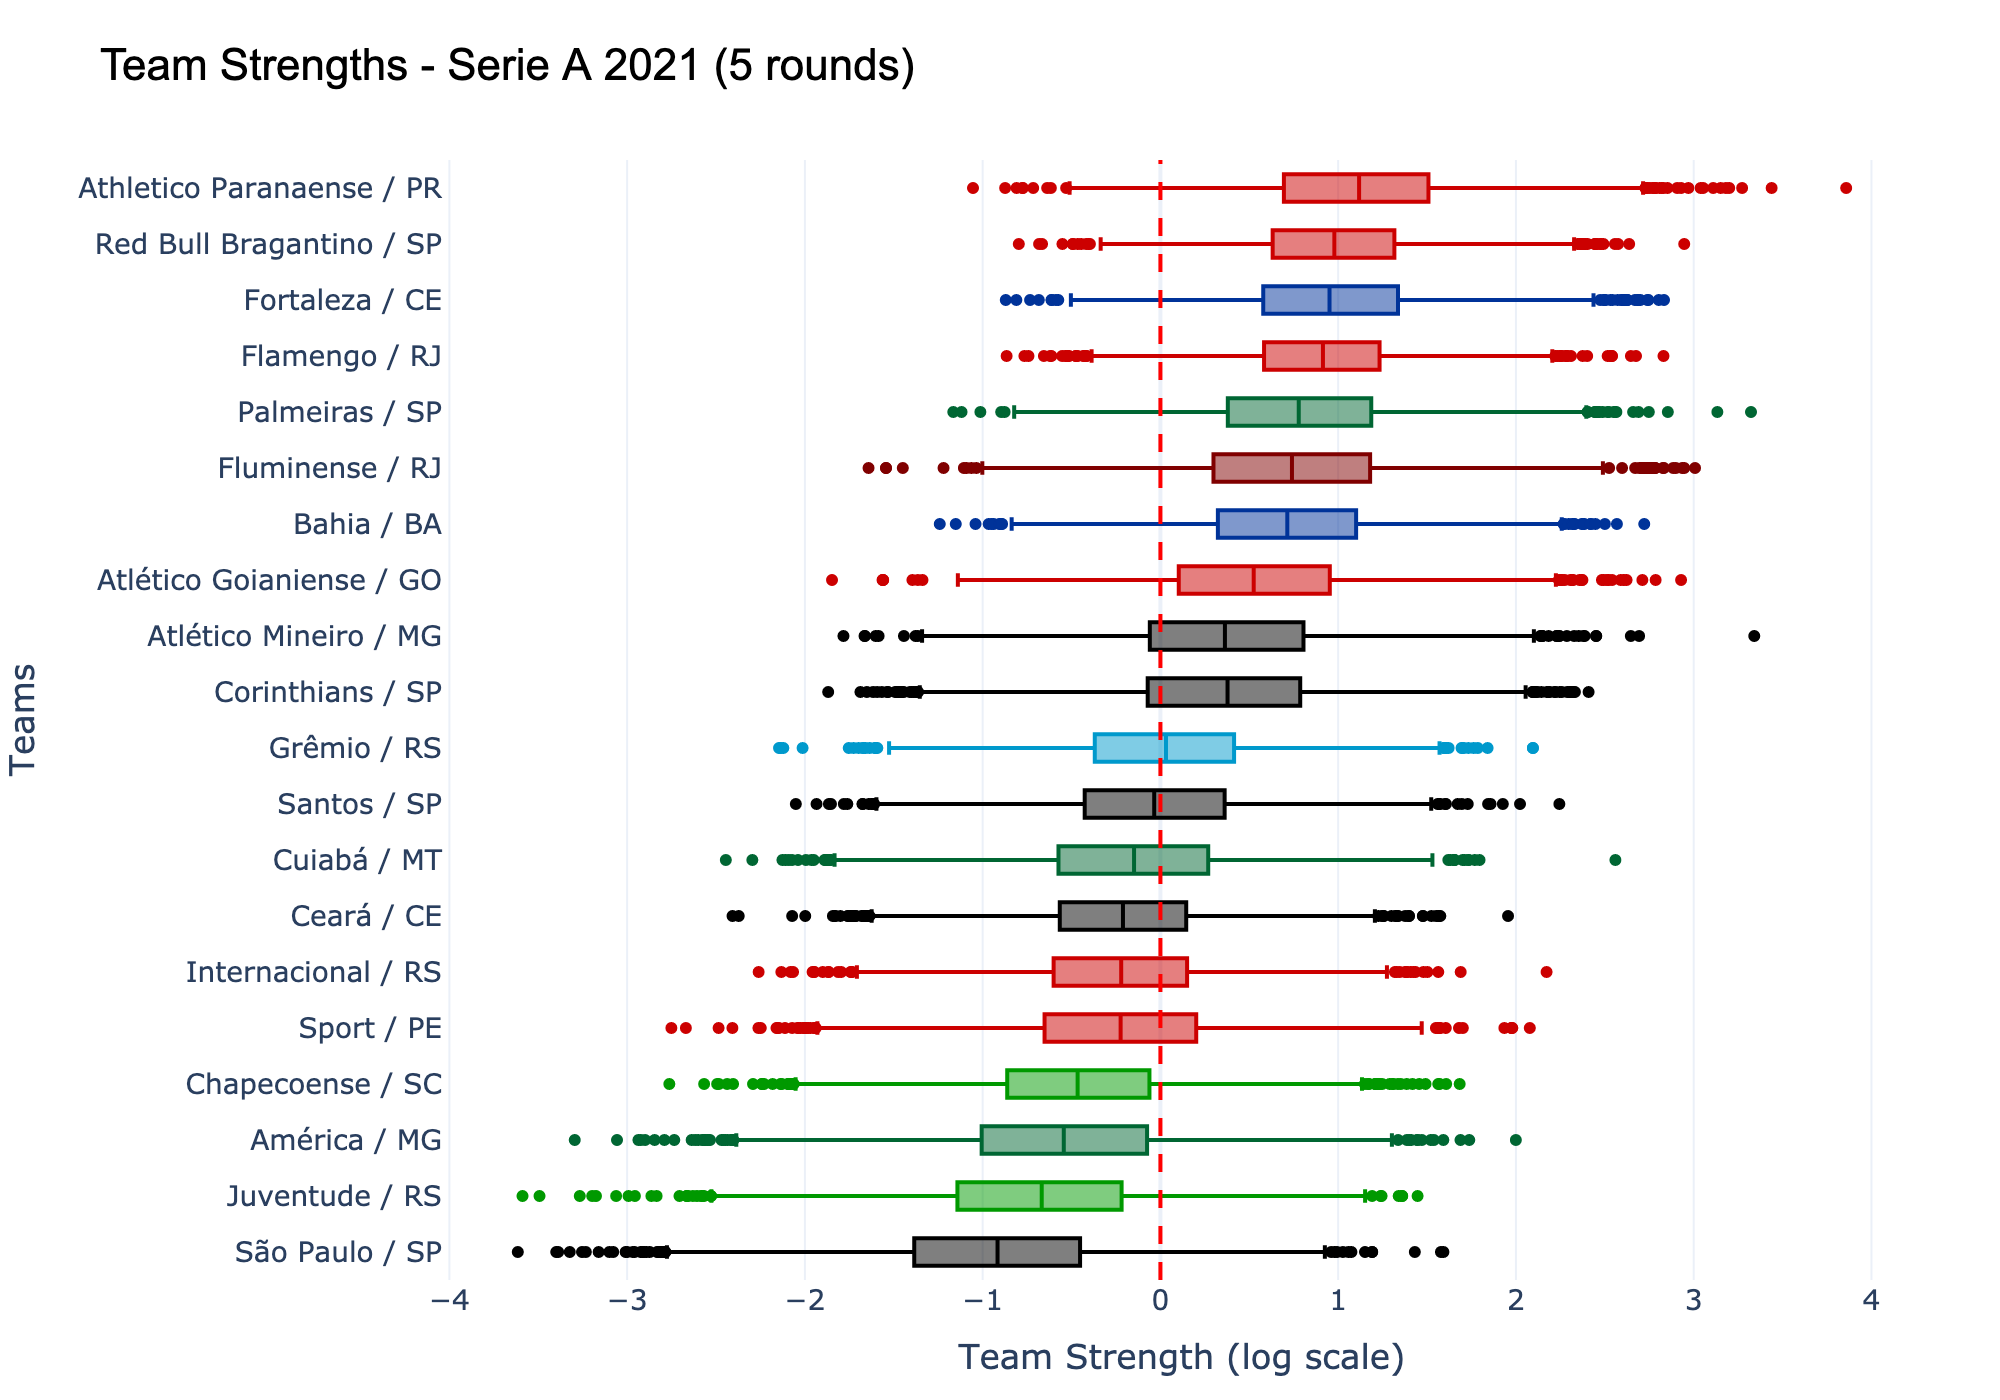 Team Strengths - Serie A 2021 (5 rounds)
Athletico Paranaense / PR
Red Bull Bragantino / SP
Fortaleza / CE
Flamengo / RJ
Palmeiras / SP
Fluminense / RJ
Bahia / BA
Atlético Goianiense / GO
Atlético Mineiro / MG
Corinthians / SP
Grêmio / RS
Santos / SP
Cuiabá / MT
Ceará / CE
Internacional / RS
Sport / PE
Chapecoense / SC
América / MG
Juventude / RS
São Paulo / SP
Teams
−4 −3 −2 −1 0 1 2 3 4
Team Strength (log scale)